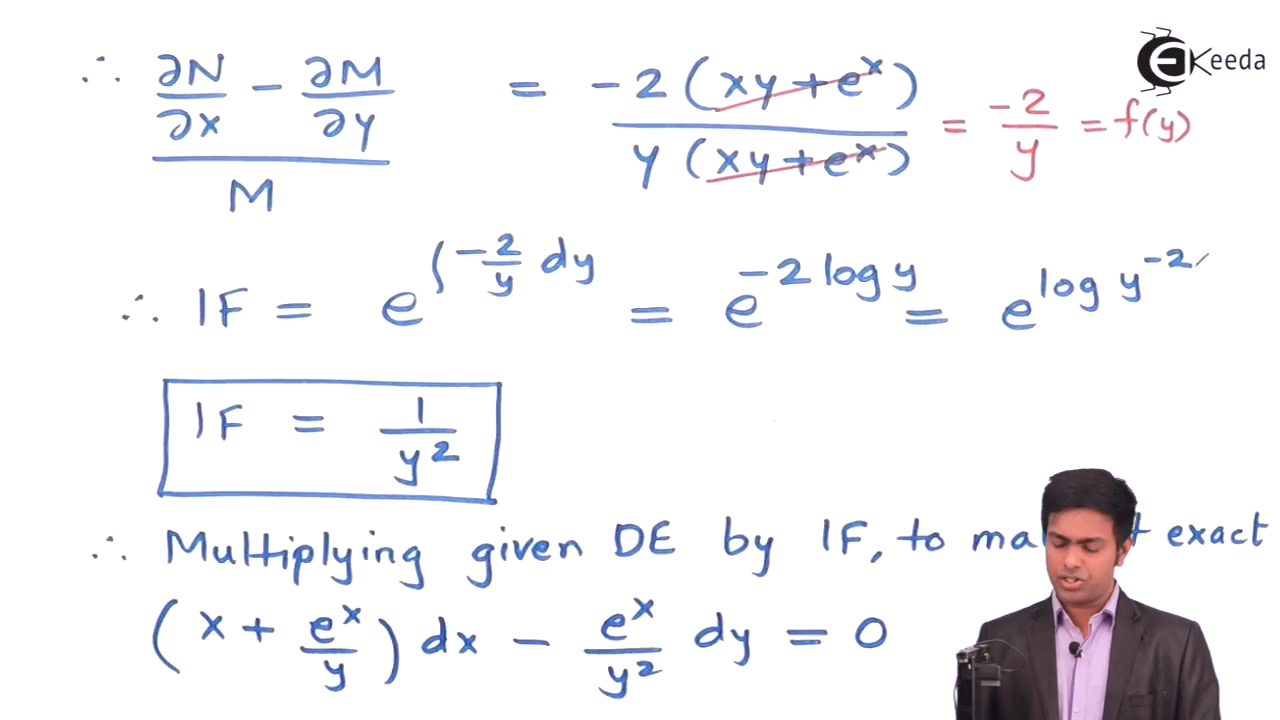 ∴ (∂N/∂x − ∂M/∂y)/M = −2(xy + e^x)/y(xy + e^x) = −2/y = f(y)
EKeeda
∴ IF = e^(∫ −2/y dy) = e^(−2 log y) = e^(log y^−2)
IF = 1/y²
∴ Multiplying given DE by IF, to exact
(x + e^x/y) dx − e^x/y² dy = 0